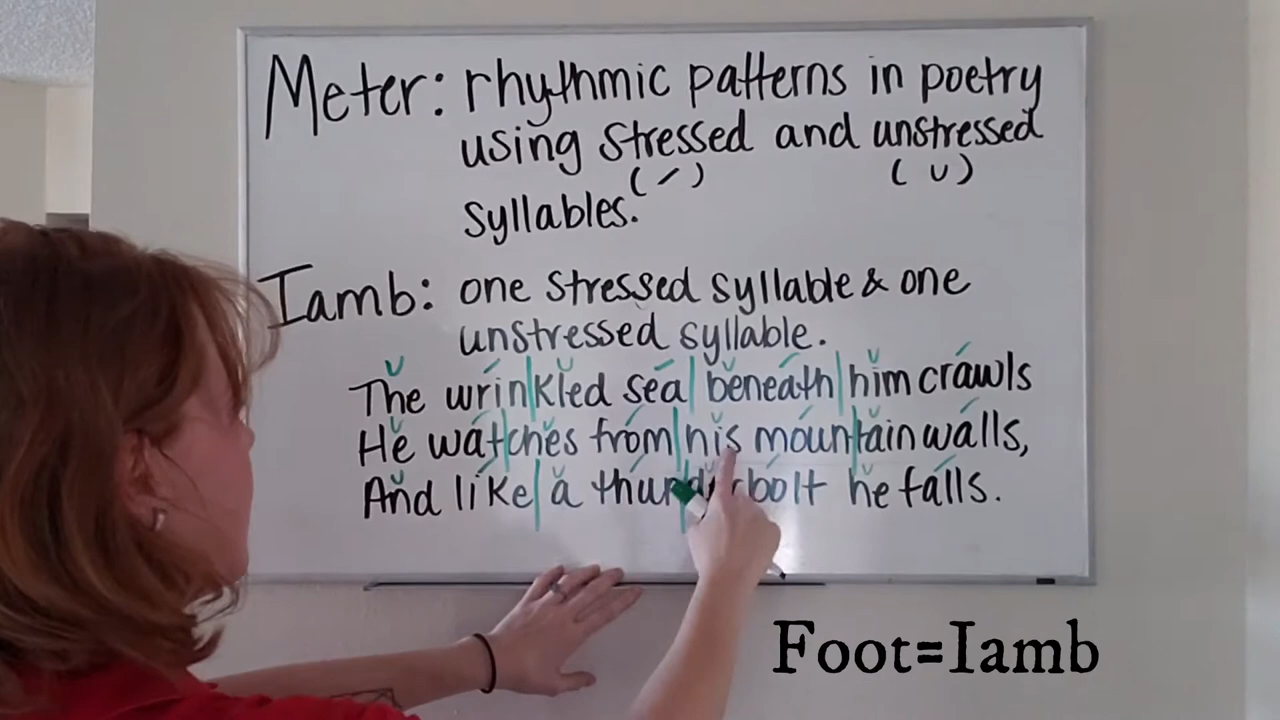 Meter: rhythmic patterns in poetry
using stressed and unstressed
( / ) ( ∪ )
syllables.
Iamb: one stressed syllable & one
unstressed syllable.
The wrinkled sea beneath him crawls
He watches from his mountain walls,
And like a thunderbolt he falls.
Foot=Iamb